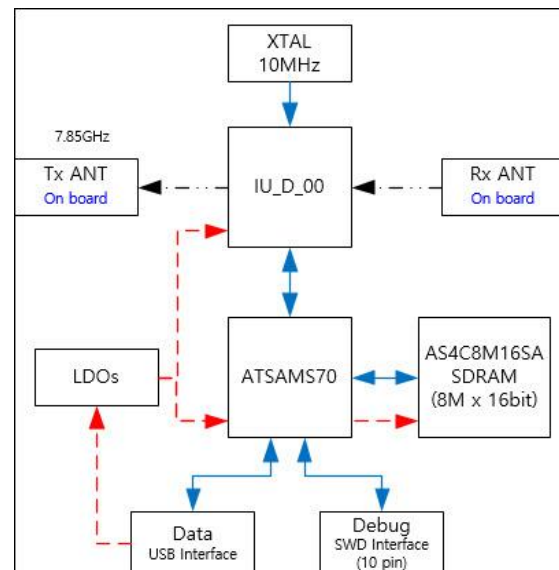 XTAL
10MHz
7.85GHz
Tx ANT
On board
IU_D_00
Rx ANT
On board
LDOs
ATSAMS70
AS4C8M16SA
SDRAM
(8M x 16bit)
Data
USB Interface
Debug
SWD Interface
(10 pin)